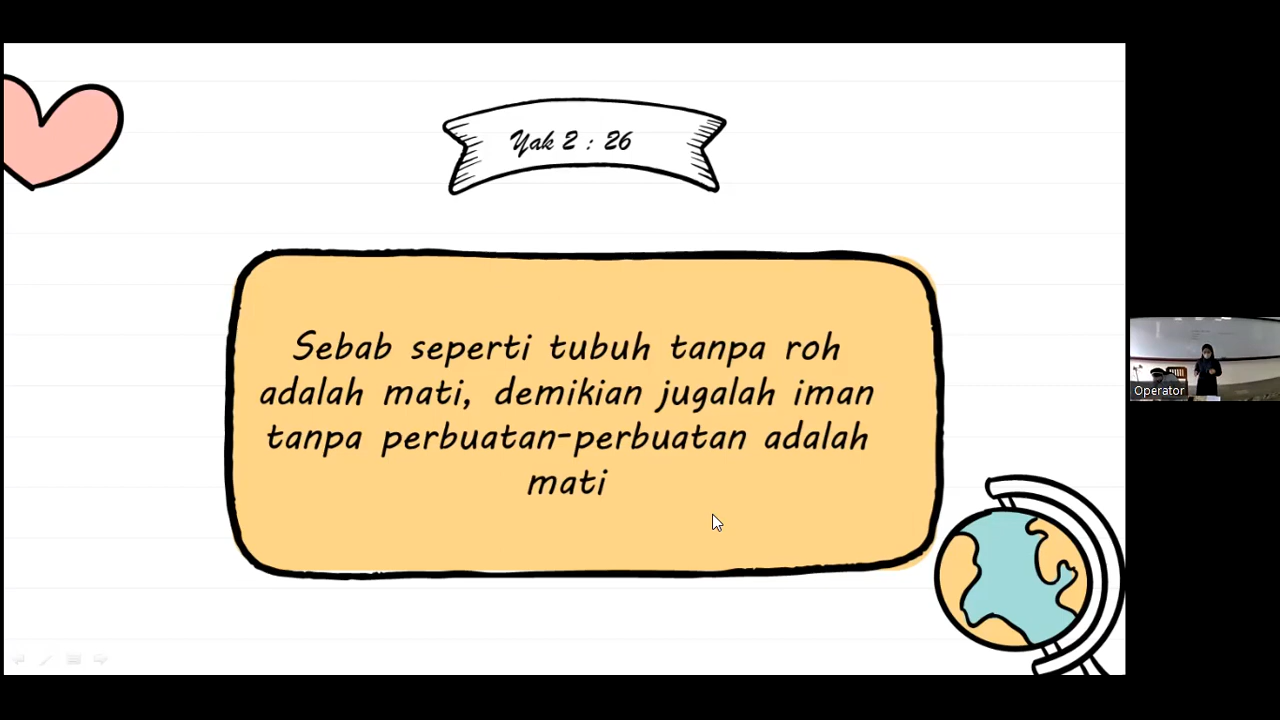 Yak 2 : 26
Sebab seperti tubuh tanpa roh
adalah mati, demikian jugalah iman
tanpa perbuatan-perbuatan adalah
mati
Operator